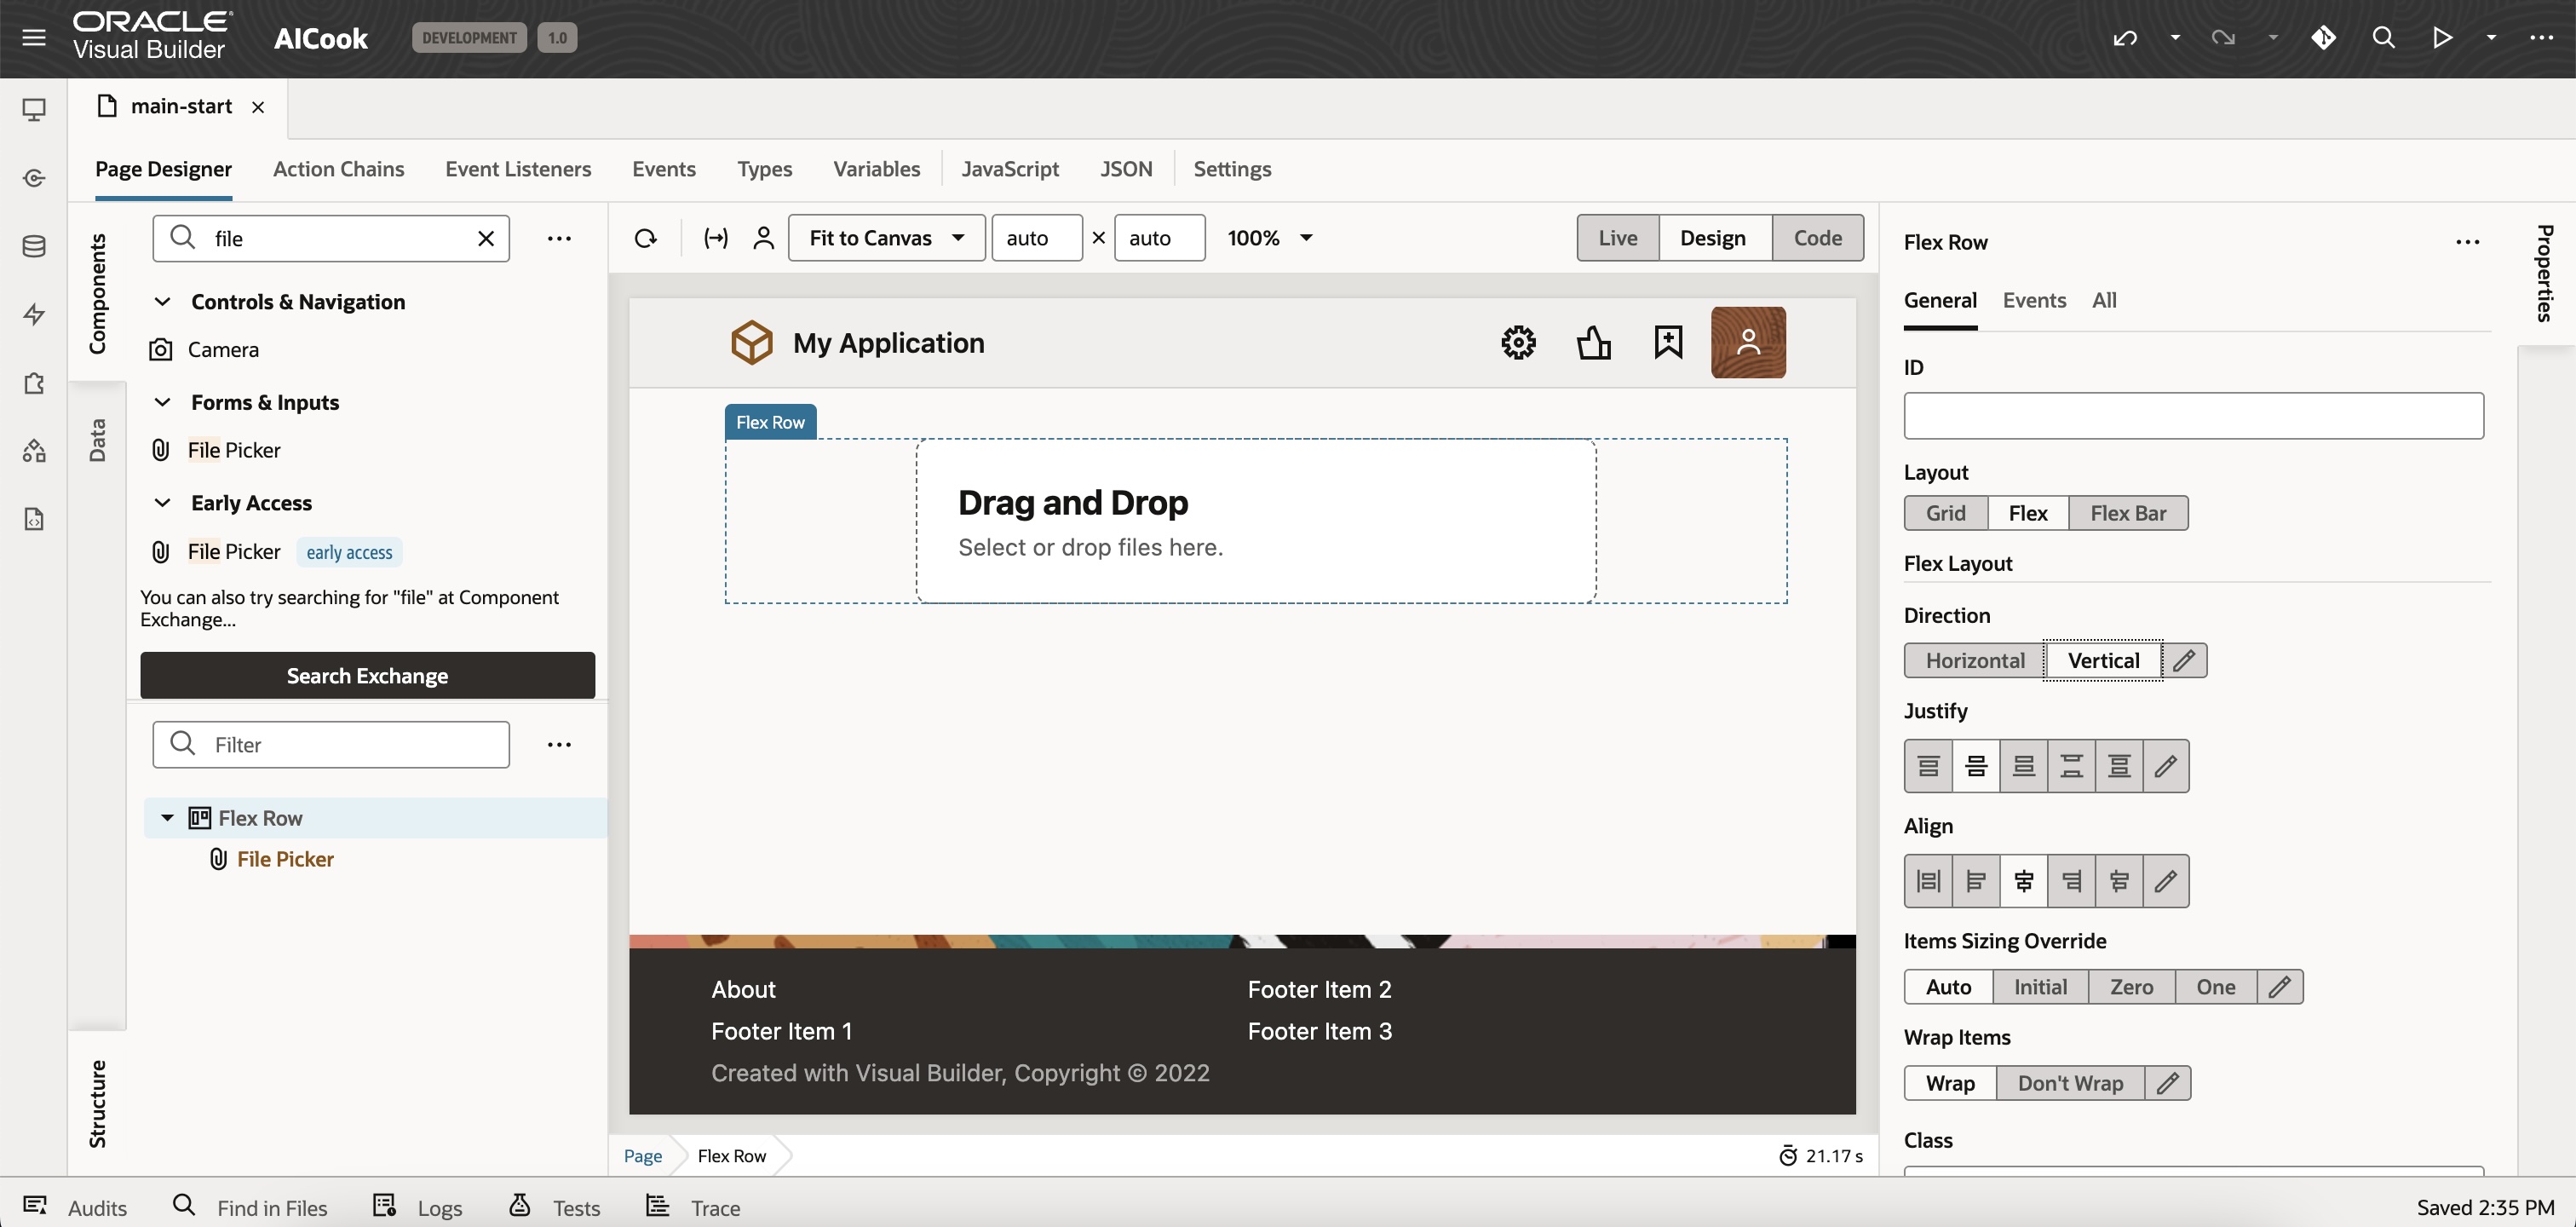 ORACLE
Visual Builder
AICook
DEVELOPMENT
1.0
main-start
Page Designer
Action Chains
Event Listeners
Events
Types
Variables
JavaScript
JSON
Settings
Components
Data
Structure
file
Controls & Navigation
Camera
Forms & Inputs
File Picker
Early Access
File Picker early access
You can also try searching for "file" at Component
Exchange...
Search Exchange
Filter
Flex Row
File Picker
Fit to Canvas
auto × auto
100%
Live
Design
Code
My Application
Flex Row
Drag and Drop
Select or drop files here.
About
Footer Item 2
Footer Item 1
Footer Item 3
Created with Visual Builder, Copyright © 2022
Page
Flex Row
21.17 s
Flex Row
Properties
General
Events
All
ID
Layout
Grid
Flex
Flex Bar
Flex Layout
Direction
Horizontal
Vertical
Justify
Align
Items Sizing Override
Auto
Initial
Zero
One
Wrap Items
Wrap
Don't Wrap
Class
Audits
Find in Files
Logs
Tests
Trace
Saved 2:35 PM